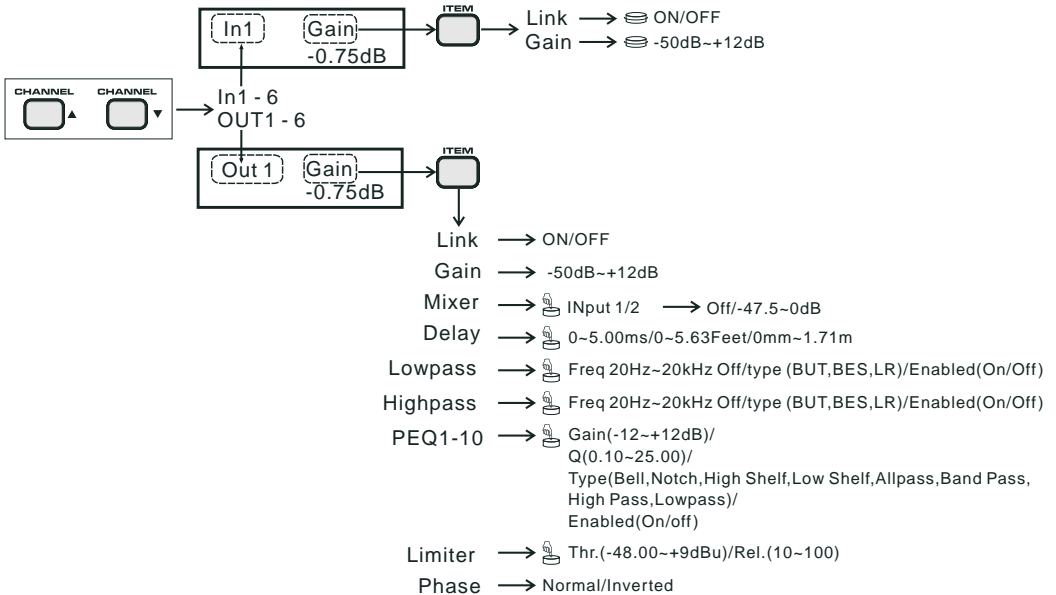 ITEM
In1 Gain
-0.75dB
Link ON/OFF
Gain -50dB~+12dB
CHANNEL CHANNEL
In1 - 6
OUT1 - 6
ITEM
Out 1 Gain
-0.75dB
Link ON/OFF
Gain -50dB~+12dB
Mixer INput 1/2 Off/-47.5~0dB
Delay 0~5.00ms/0~5.63Feet/0mm~1.71m
Lowpass Freq 20Hz~20kHz Off/type (BUT,BES,LR)/Enabled(On/Off)
Highpass Freq 20Hz~20kHz Off/type (BUT,BES,LR)/Enabled(On/Off)
PEQ1-10 Gain(-12~+12dB)/
Q(0.10~25.00)/
Type(Bell,Notch,High Shelf,Low Shelf,Allpass,Band Pass,
High Pass,Lowpass)/
Enabled(On/off)
Limiter Thr.(-48.00~+9dBu)/Rel.(10~100)
Phase Normal/Inverted